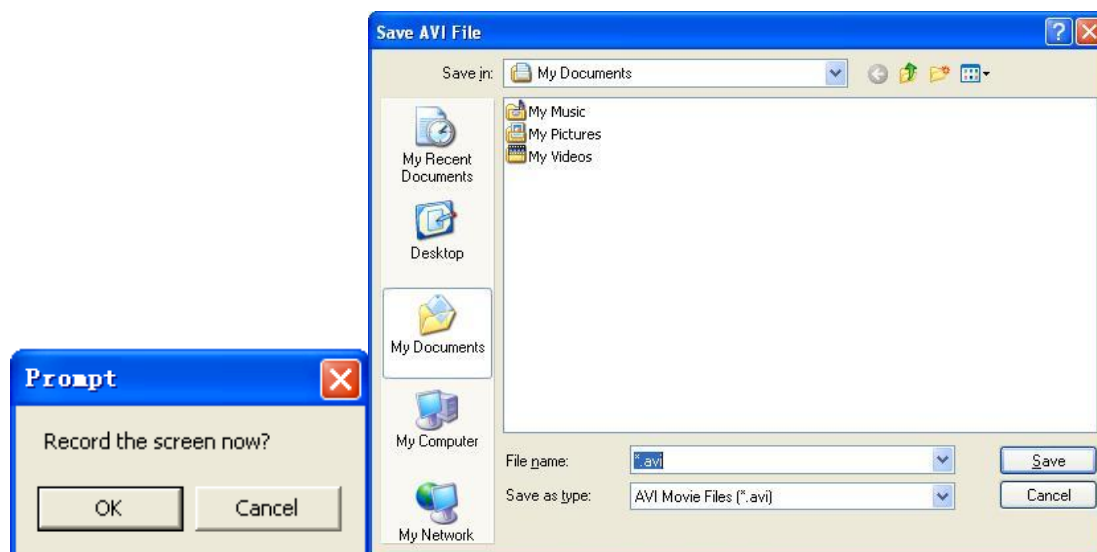 Save AVI File
Save in:
My Documents
My Recent
Documents
Desktop
My Documents
My Computer
My Network
My Music
My Pictures
My Videos
File name:
*.avi
Save
Save as type:
AVI Movie Files (*.avi)
Cancel
Prompt
Record the screen now?
OK
Cancel